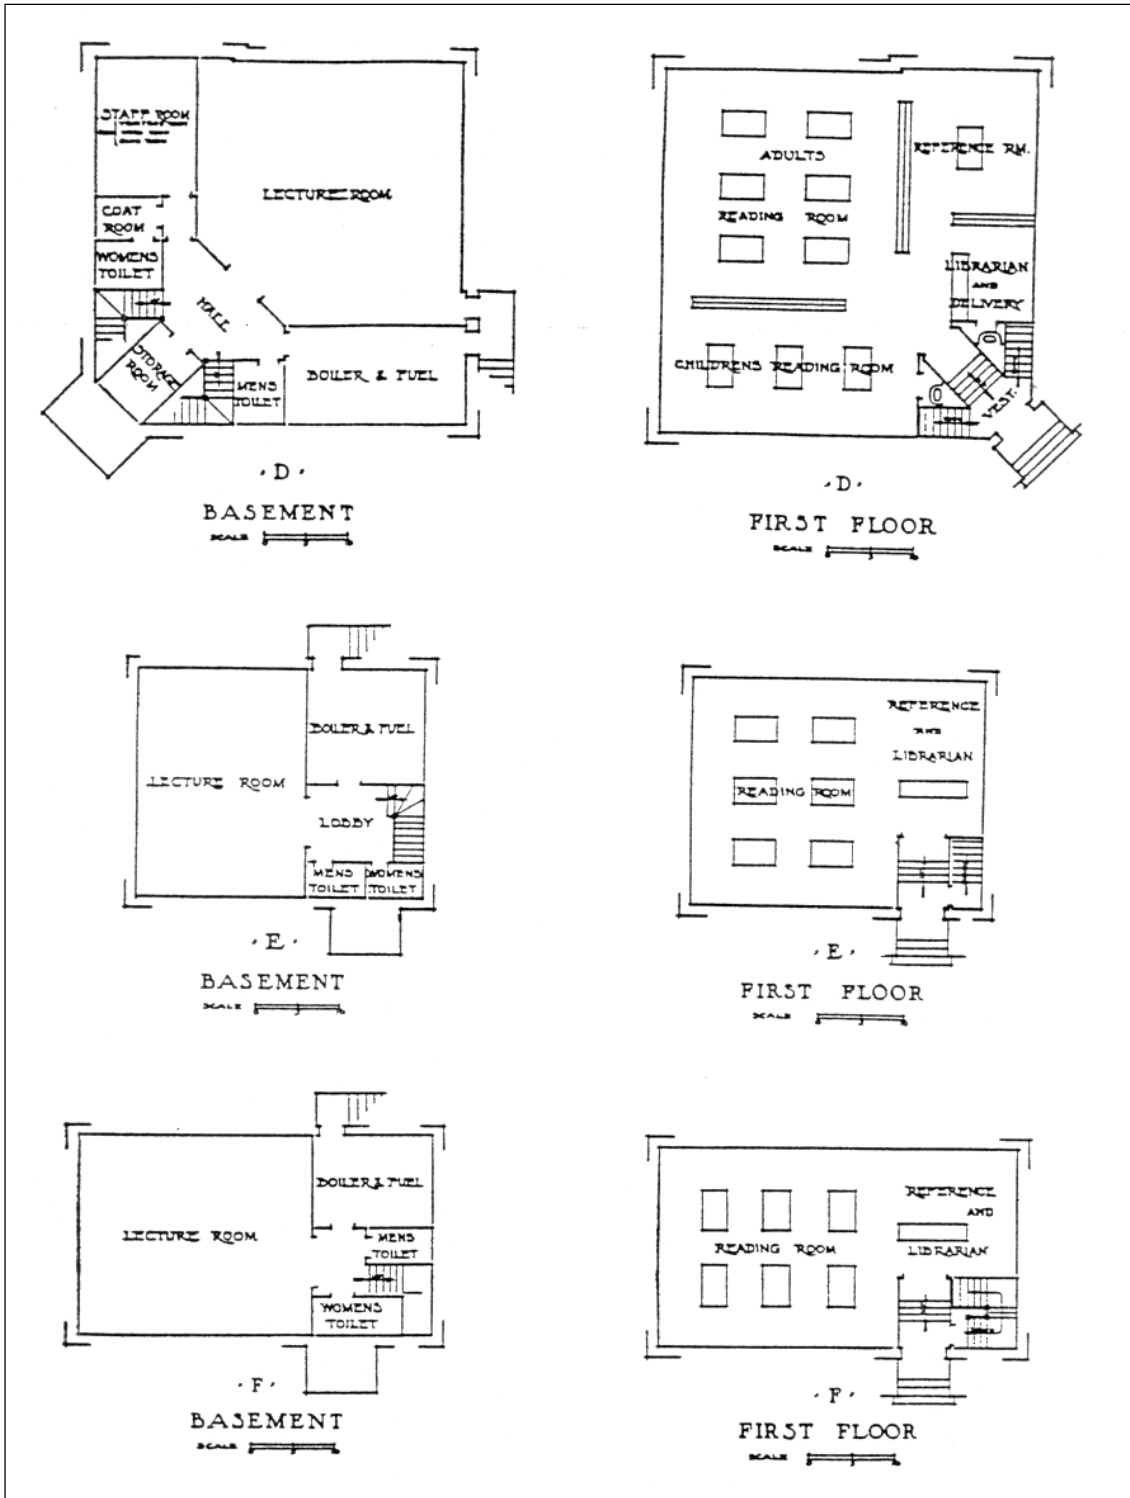 STAFF ROOM
LECTURE ROOM
COAT
ROOM
WOMENS
TOILET
HALL
STORAGE
ROOM
MENS
TOILET
BOILER & FUEL
· D ·
BASEMENT
SCALE
ADULTS
READING ROOM
REFERENCE RM.
LIBRARIAN
AND
DELIVERY
CHILDRENS READING ROOM
VEST.
· D ·
FIRST FLOOR
SCALE
BOILER & FUEL
LECTURE ROOM
LOBBY
MENS
TOILET
WOMENS
TOILET
· E ·
BASEMENT
SCALE
REFERENCE
AND
LIBRARIAN
READING ROOM
· E ·
FIRST FLOOR
SCALE
BOILER & FUEL
LECTURE ROOM
MENS
TOILET
WOMENS
TOILET
· F ·
BASEMENT
SCALE
REFERENCE
AND
LIBRARIAN
READING ROOM
· F ·
FIRST FLOOR
SCALE